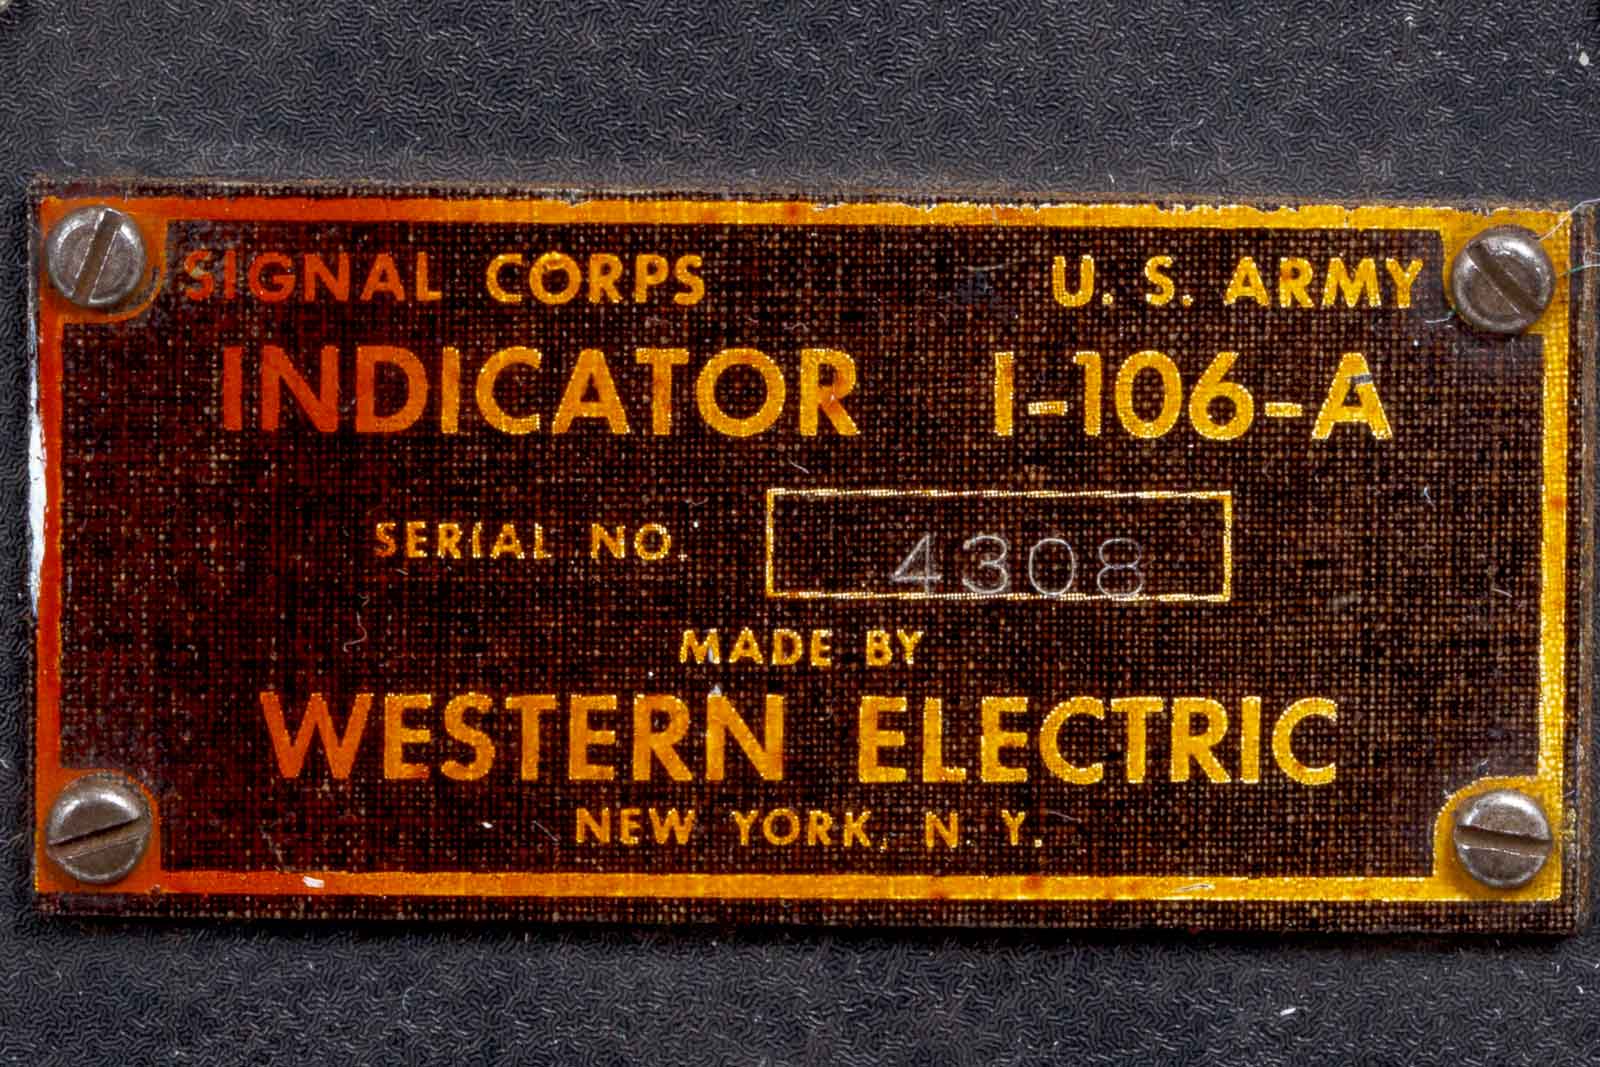 SIGNAL CORPS U. S. ARMY
INDICATOR I-106-A
SERIAL NO. 4308
MADE BY
WESTERN ELECTRIC
NEW YORK, N. Y.